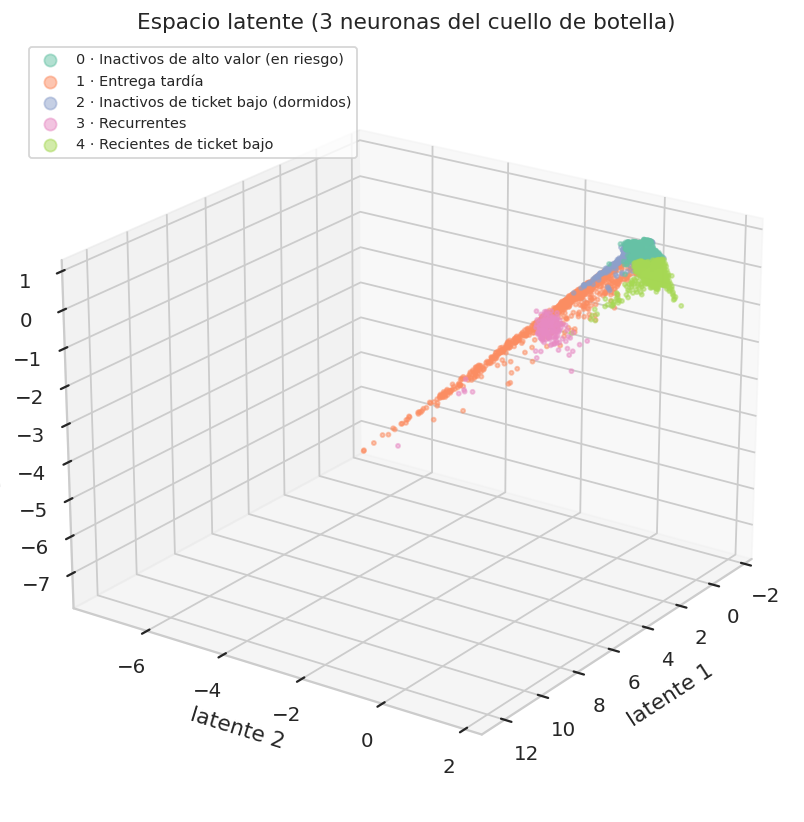 Espacio latente (3 neuronas del cuello de botella)
0 · Inactivos de alto valor (en riesgo)
1 · Entrega tardía
2 · Inactivos de ticket bajo (dormidos)
3 · Recurrentes
4 · Recientes de ticket bajo
1
0
−1
−2
−3
−4
−5
−6
−7
−6
−4
−2
0
2
latente 2
12
10
8
6
4
2
0
−2
latente 1